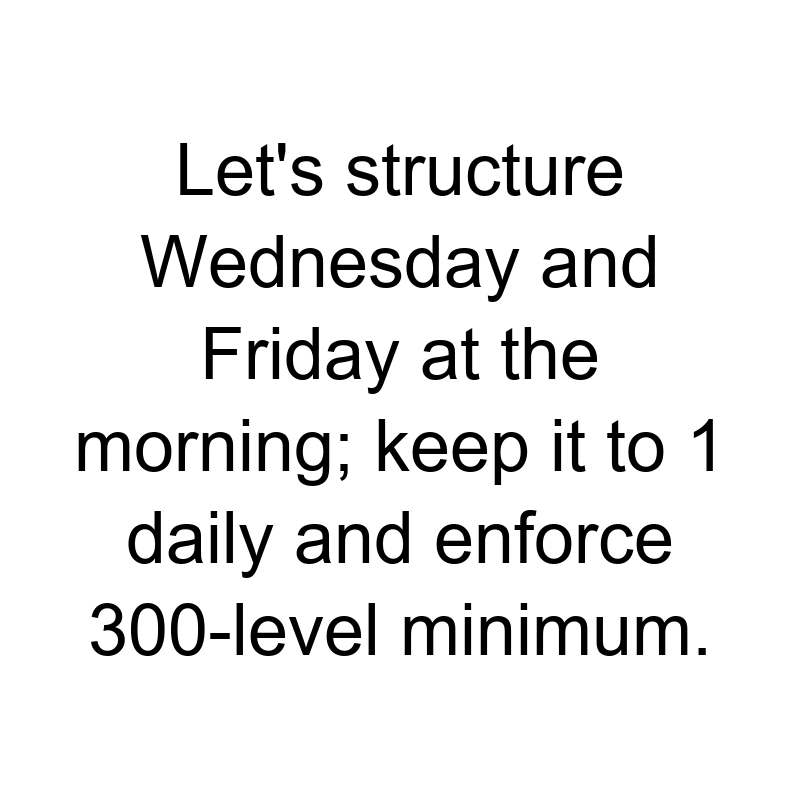 Let's structure
Wednesday and
Friday at the
morning; keep it to 1
daily and enforce
300-level minimum.